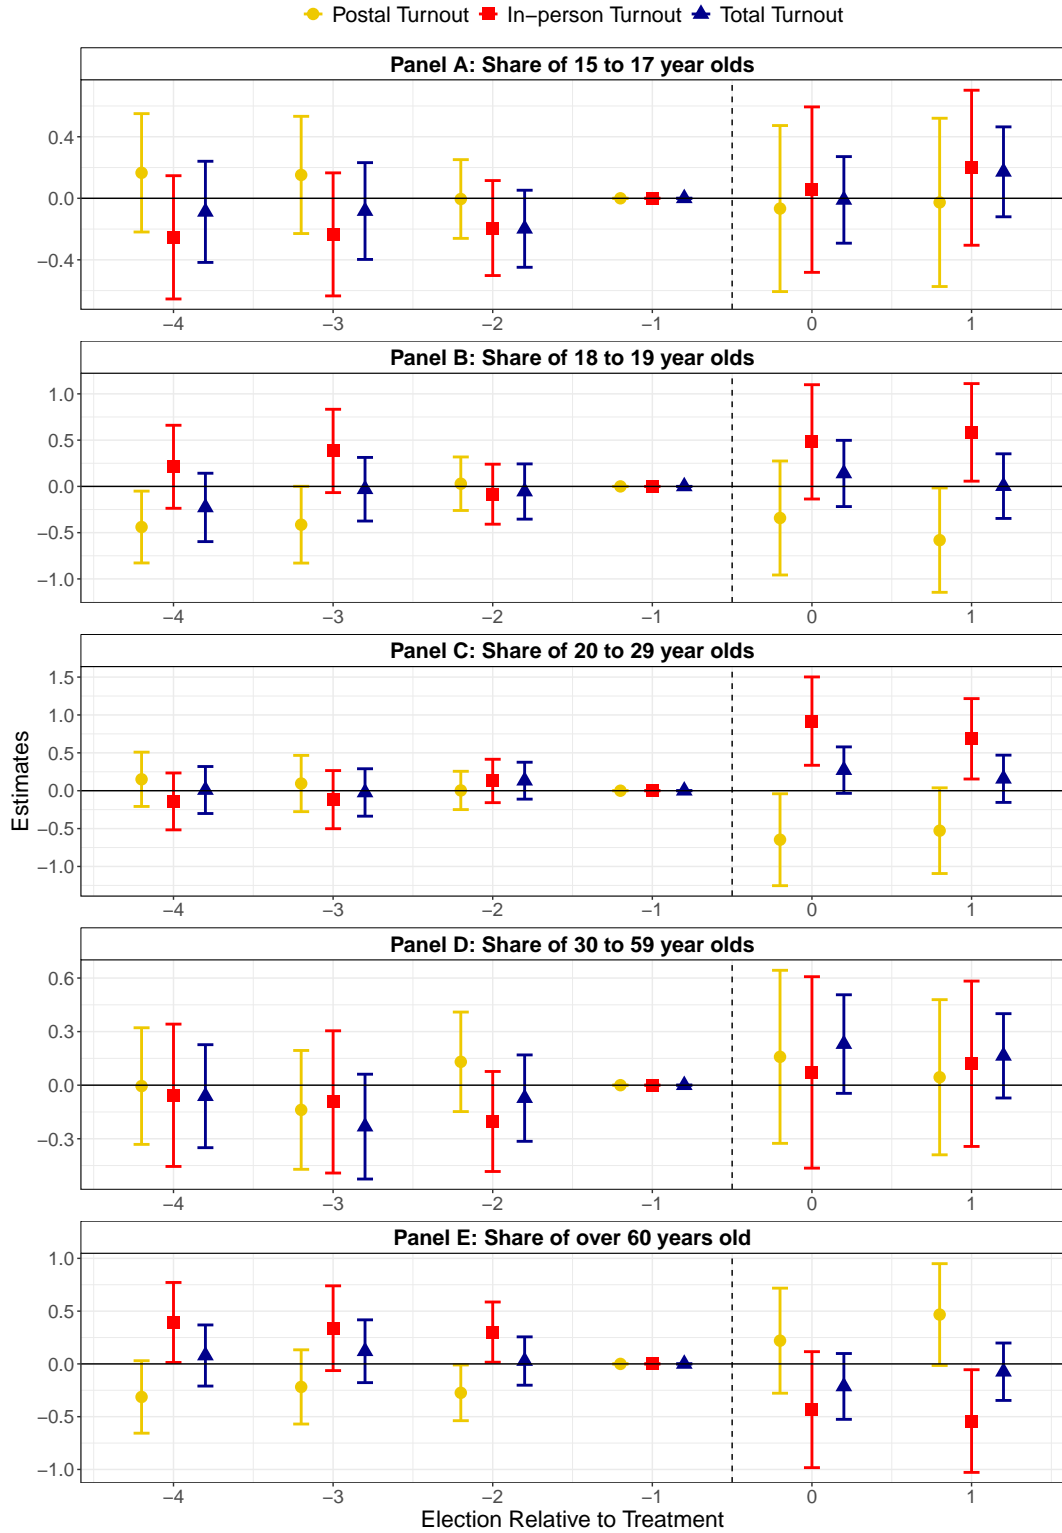 Postal Turnout In−person Turnout Total Turnout
Panel A: Share of 15 to 17 year olds
0.4
0.0
−0.4
−4 −3 −2 −1 0 1
Panel B: Share of 18 to 19 year olds
1.0
0.5
0.0
−0.5
−1.0
−4 −3 −2 −1 0 1
Panel C: Share of 20 to 29 year olds
1.5
1.0
0.5
0.0
−0.5
−1.0
−4 −3 −2 −1 0 1
Estimates
Panel D: Share of 30 to 59 year olds
0.6
0.3
0.0
−0.3
−4 −3 −2 −1 0 1
Panel E: Share of over 60 years old
1.0
0.5
0.0
−0.5
−1.0
−4 −3 −2 −1 0 1
Election Relative to Treatment